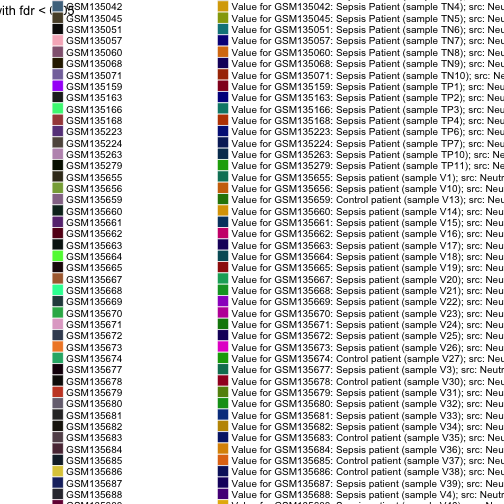 with fdr < 0.05
GSM135042 Value for GSM135042: Sepsis Patient (sample TN4); src: Neu
GSM135045 Value for GSM135045: Sepsis Patient (sample TN5); src: Neu
GSM135051 Value for GSM135051: Sepsis Patient (sample TN6); src: Neu
GSM135057 Value for GSM135057: Sepsis Patient (sample TN7); src: Neu
GSM135060 Value for GSM135060: Sepsis Patient (sample TN8); src: Neu
GSM135068 Value for GSM135068: Sepsis Patient (sample TN9); src: Neu
GSM135071 Value for GSM135071: Sepsis Patient (sample TN10); src: Ne
GSM135159 Value for GSM135159: Sepsis Patient (sample TP1); src: Neu
GSM135163 Value for GSM135163: Sepsis Patient (sample TP2); src: Neu
GSM135166 Value for GSM135166: Sepsis Patient (sample TP3); src: Neu
GSM135168 Value for GSM135168: Sepsis Patient (sample TP4); src: Neu
GSM135223 Value for GSM135223: Sepsis Patient (sample TP6); src: Neu
GSM135224 Value for GSM135224: Sepsis Patient (sample TP7); src: Neu
GSM135263 Value for GSM135263: Sepsis patient (sample TP10); src: Ne
GSM135279 Value for GSM135279: Sepsis patient (sample TP11); src: Ne
GSM135655 Value for GSM135655: Sepsis patient (sample V1); src: Neutr
GSM135656 Value for GSM135656: Sepsis patient (sample V10); src: Neu
GSM135659 Value for GSM135659: Control patient (sample V13); src: Neu
GSM135660 Value for GSM135660: Sepsis patient (sample V14); src: Neu
GSM135661 Value for GSM135661: Sepsis patient (sample V15); src: Neu
GSM135662 Value for GSM135662: Sepsis patient (sample V16); src: Neu
GSM135663 Value for GSM135663: Sepsis patient (sample V17); src: Neu
GSM135664 Value for GSM135664: Sepsis patient (sample V18); src: Neu
GSM135665 Value for GSM135665: Sepsis patient (sample V19); src: Neu
GSM135667 Value for GSM135667: Sepsis patient (sample V20); src: Neu
GSM135668 Value for GSM135668: Sepsis patient (sample V21); src: Neu
GSM135669 Value for GSM135669: Sepsis patient (sample V22); src: Neu
GSM135670 Value for GSM135670: Sepsis patient (sample V23); src: Neu
GSM135671 Value for GSM135671: Sepsis patient (sample V24); src: Neu
GSM135672 Value for GSM135672: Sepsis patient (sample V25); src: Neu
GSM135673 Value for GSM135673: Sepsis patient (sample V26); src: Neu
GSM135674 Value for GSM135674: Control patient (sample V27); src: Neu
GSM135677 Value for GSM135677: Sepsis patient (sample V3); src: Neutr
GSM135678 Value for GSM135678: Control patient (sample V30); src: Neu
GSM135679 Value for GSM135679: Sepsis patient (sample V31); src: Neu
GSM135680 Value for GSM135680: Sepsis patient (sample V32); src: Neu
GSM135681 Value for GSM135681: Sepsis patient (sample V33); src: Neu
GSM135682 Value for GSM135682: Sepsis patient (sample V34); src: Neu
GSM135683 Value for GSM135683: Control patient (sample V35); src: Neu
GSM135684 Value for GSM135684: Sepsis patient (sample V36); src: Neu
GSM135685 Value for GSM135685: Control patient (sample V37); src: Neu
GSM135686 Value for GSM135686: Control patient (sample V38); src: Neu
GSM135687 Value for GSM135687: Sepsis patient (sample V39); src: Neu
GSM135688 Value for GSM135688: Sepsis patient (sample V4); src: Neutr